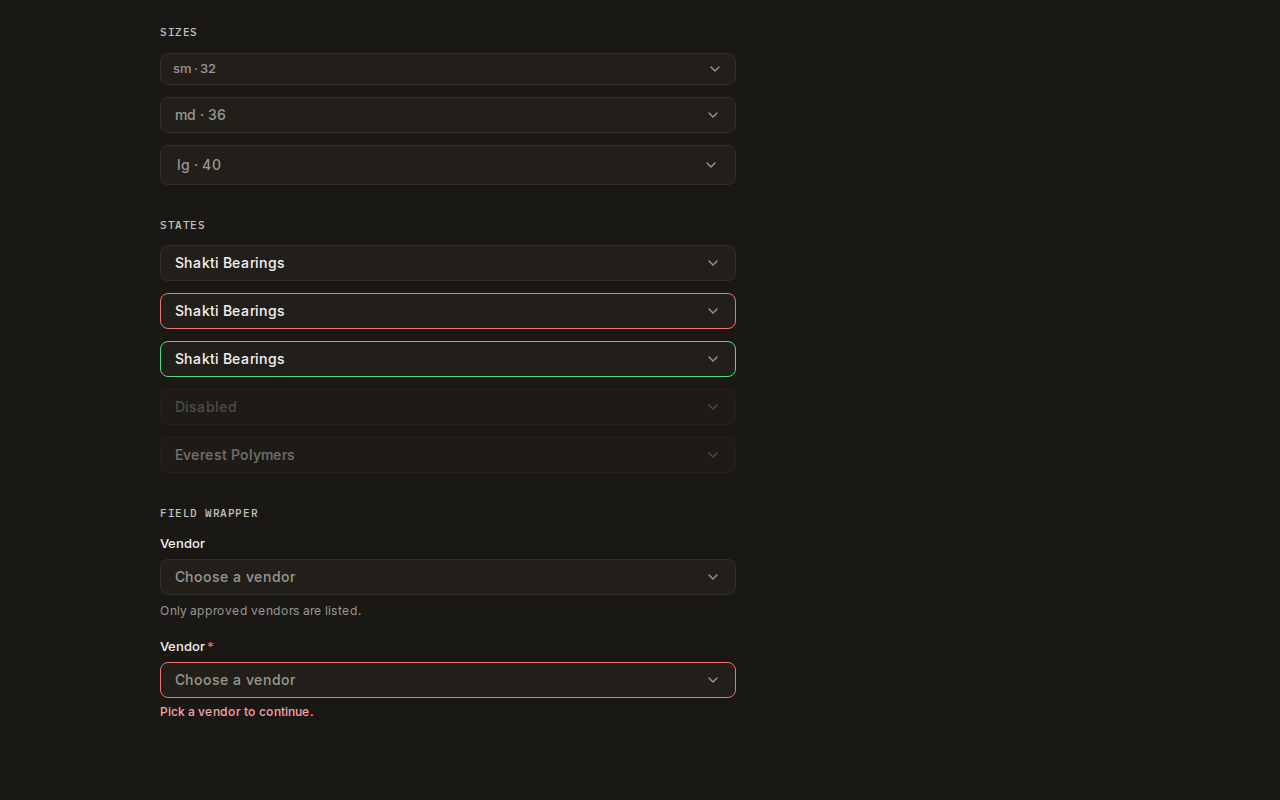 SIZES
sm · 32
md · 36
lg · 40
STATES
Shakti Bearings
Shakti Bearings
Shakti Bearings
Disabled
Everest Polymers
FIELD WRAPPER
Vendor
Choose a vendor
Only approved vendors are listed.
Vendor*
Choose a vendor
Pick a vendor to continue.